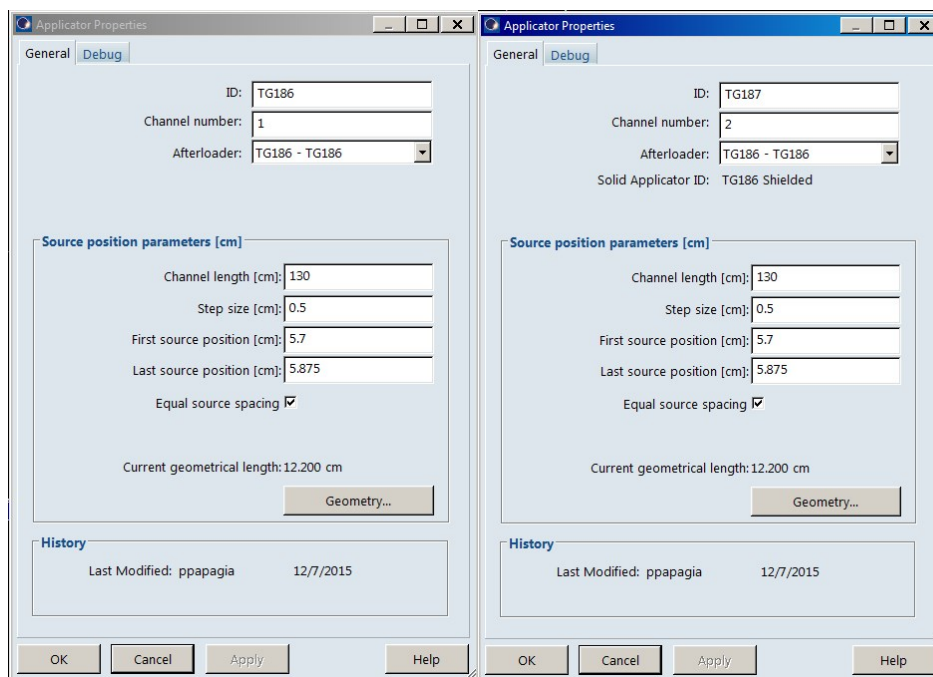 Applicator Properties
General Debug
ID: TG186
Channel number: 1
Afterloader: TG186 - TG186
Source position parameters [cm]
Channel length [cm]: 130
Step size [cm]: 0.5
First source position [cm]: 5.7
Last source position [cm]: 5.875
Equal source spacing
Current geometrical length: 12.200 cm
Geometry...
History
Last Modified: ppapagia 12/7/2015
OK Cancel Apply Help
Applicator Properties
General Debug
ID: TG187
Channel number: 2
Afterloader: TG186 - TG186
Solid Applicator ID: TG186 Shielded
Source position parameters [cm]
Channel length [cm]: 130
Step size [cm]: 0.5
First source position [cm]: 5.7
Last source position [cm]: 5.875
Equal source spacing
Current geometrical length: 12.200 cm
Geometry...
History
Last Modified: ppapagia 12/7/2015
OK Cancel Apply Help